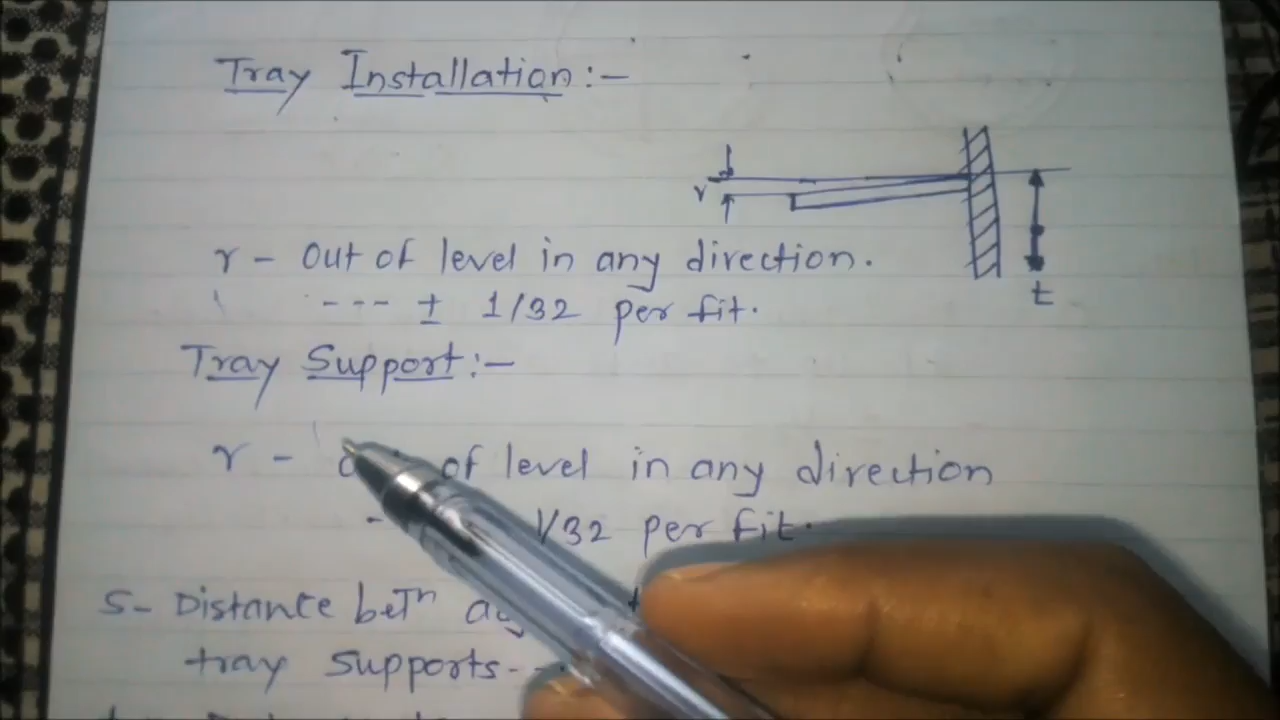 Tray Installation:-
r
t
r - Out of level in any direction.
--- ± 1/32 per fit.
Tray Support:-
r - of level in any direction
1/32 per fit.
S- Distance betn
tray supports--